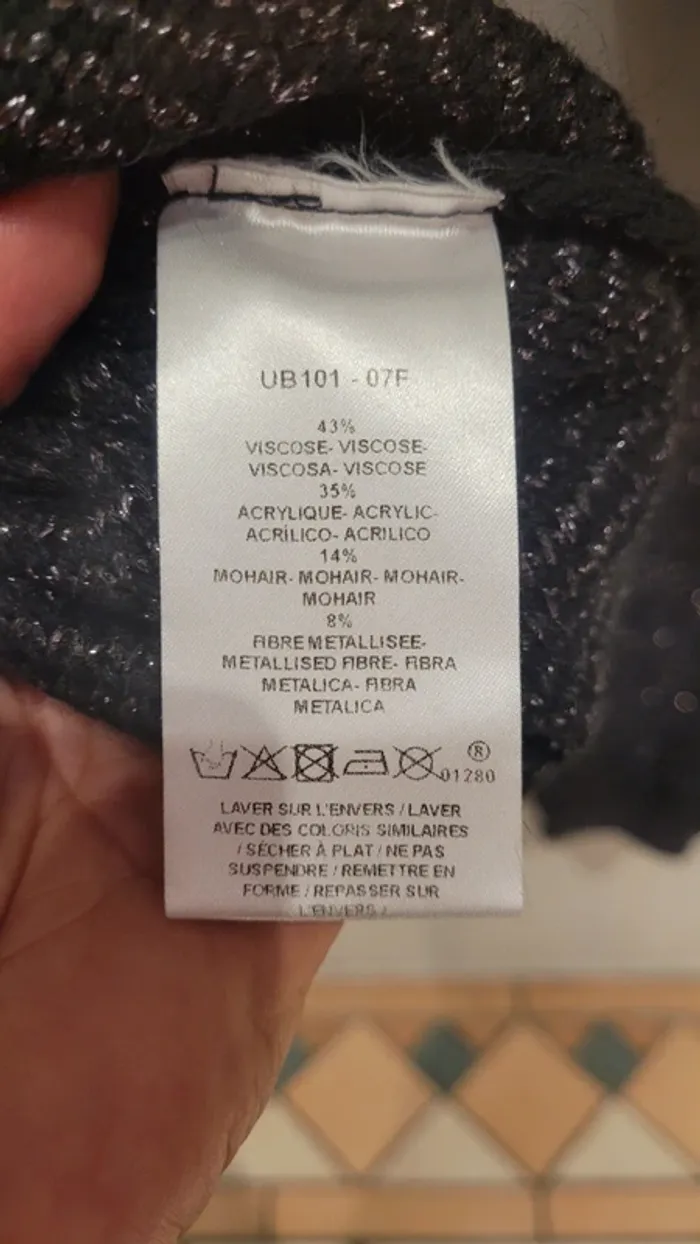 UB101 - 07F
43%
VISCOSE- VISCOSE-
VISCOSA- VISCOSE
35%
ACRYLIQUE- ACRYLIC-
ACRÍLICO- ACRILICO
14%
MOHAIR- MOHAIR- MOHAIR-
MOHAIR
8%
FIBRE METALLISEE-
METALLISED FIBRE- FIBRA
METALICA- FIBRA
METALICA
®
01280
LAVER SUR L'ENVERS / LAVER
AVEC DES COLORIS SIMILAIRES
/ SÉCHER À PLAT / NE PAS
SUSPENDRE / REMETTRE EN
FORME / REPASSER SUR
L'ENVERS /